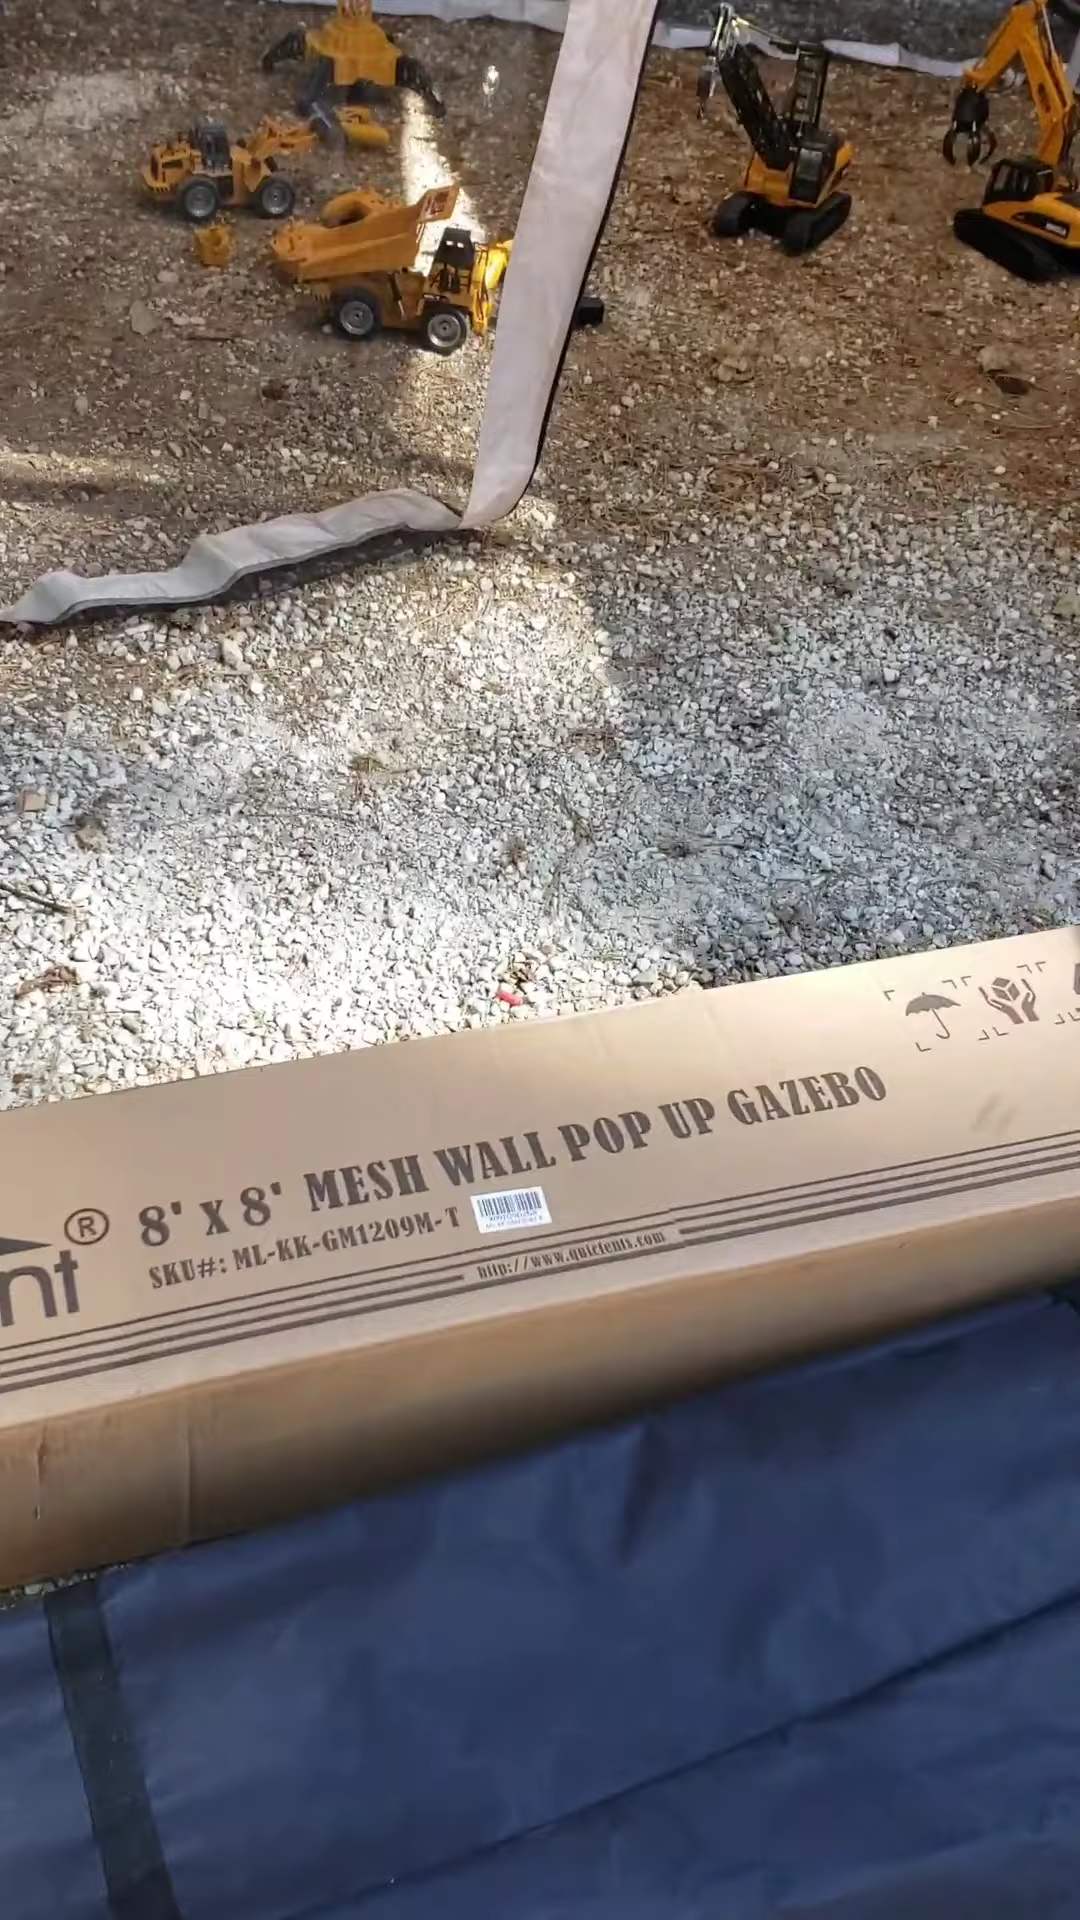 nt®
8' x 8' MESH WALL POP UP GAZEBO
SKU#: ML-KK-GM1209M-T
http://www.quictents.com